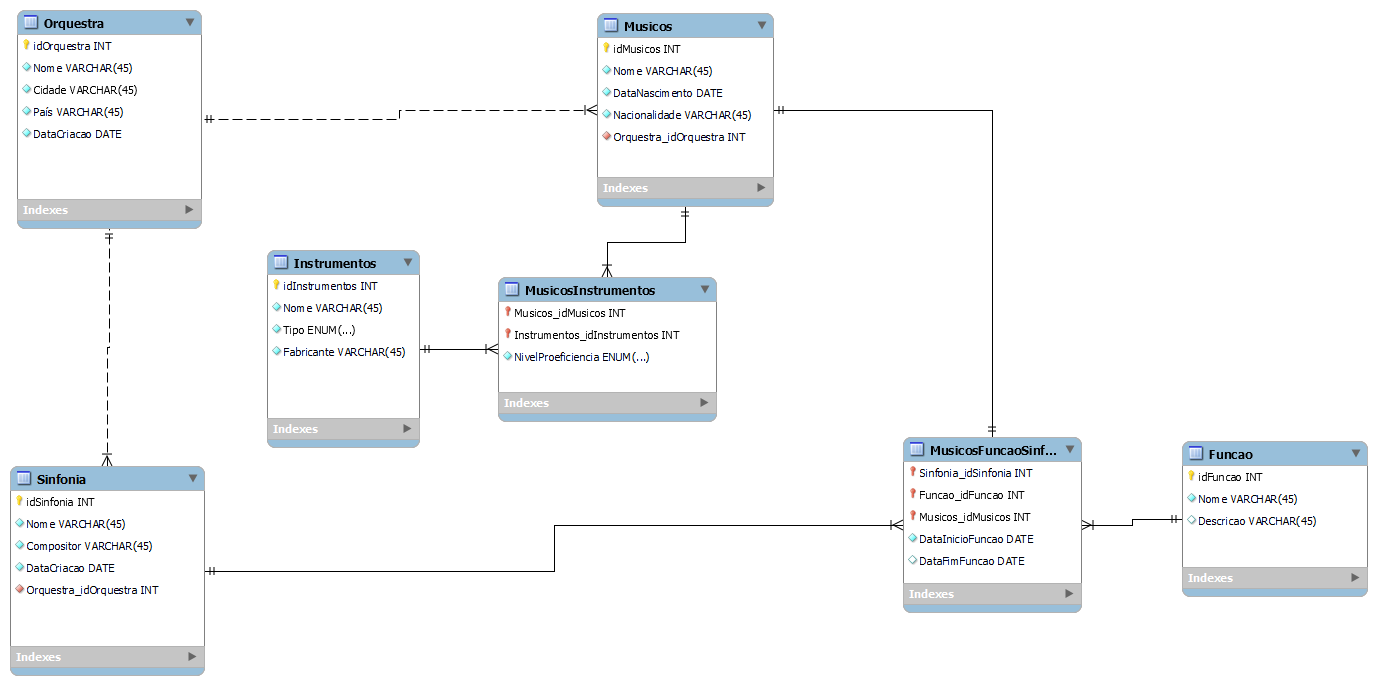 Orquestra
idOrquestra INT
Nome VARCHAR(45)
Cidade VARCHAR(45)
País VARCHAR(45)
DataCriacao DATE
Indexes
Musicos
idMusicos INT
Nome VARCHAR(45)
DataNascimento DATE
Nacionalidade VARCHAR(45)
Orquestra_idOrquestra INT
Indexes
Instrumentos
idInstrumentos INT
Nome VARCHAR(45)
Tipo ENUM(...)
Fabricante VARCHAR(45)
Indexes
MusicosInstrumentos
Musicos_idMusicos INT
Instrumentos_idInstrumentos INT
NivelProeficiencia ENUM(...)
Indexes
Sinfonia
idSinfonia INT
Nome VARCHAR(45)
Compositor VARCHAR(45)
DataCriacao DATE
Orquestra_idOrquestra INT
Indexes
MusicosFuncaoSinf...
Sinfonia_idSinfonia INT
Funcao_idFuncao INT
Musicos_idMusicos INT
DataInicioFuncao DATE
DataFimFuncao DATE
Indexes
Funcao
idFuncao INT
Nome VARCHAR(45)
Descricao VARCHAR(45)
Indexes